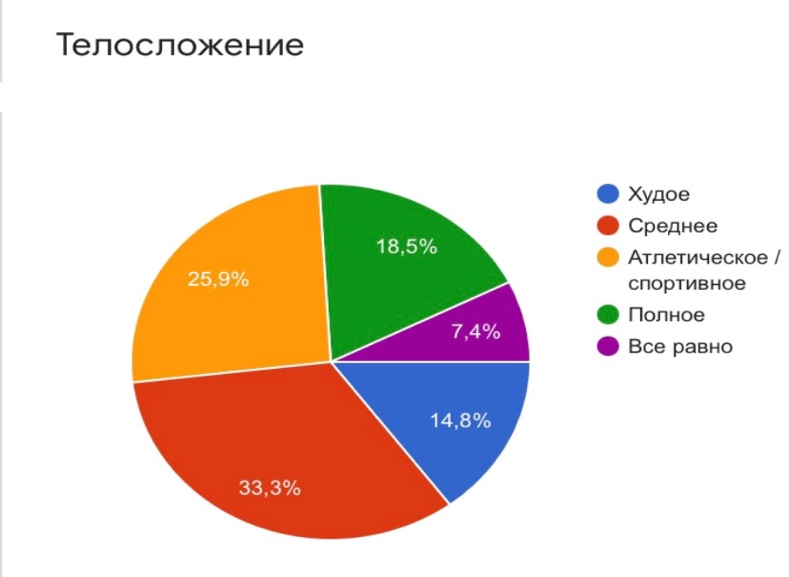 Телосложение
18,5%
25,9%
7,4%
14,8%
33,3%
Худое
Среднее
Атлетическое /
спортивное
Полное
Все равно